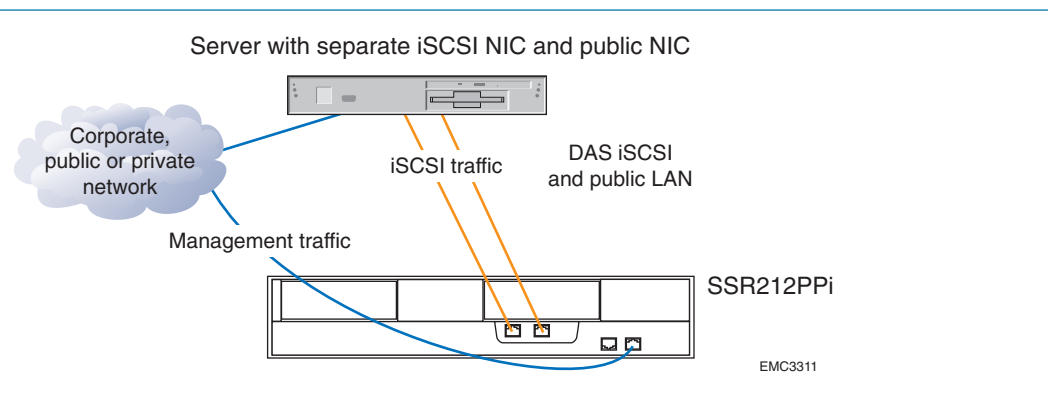 Server with separate iSCSI NIC and public NIC
Corporate,
public or private
network
iSCSI traffic
DAS iSCSI
and public LAN
Management traffic
SSR212PPi
EMC3311